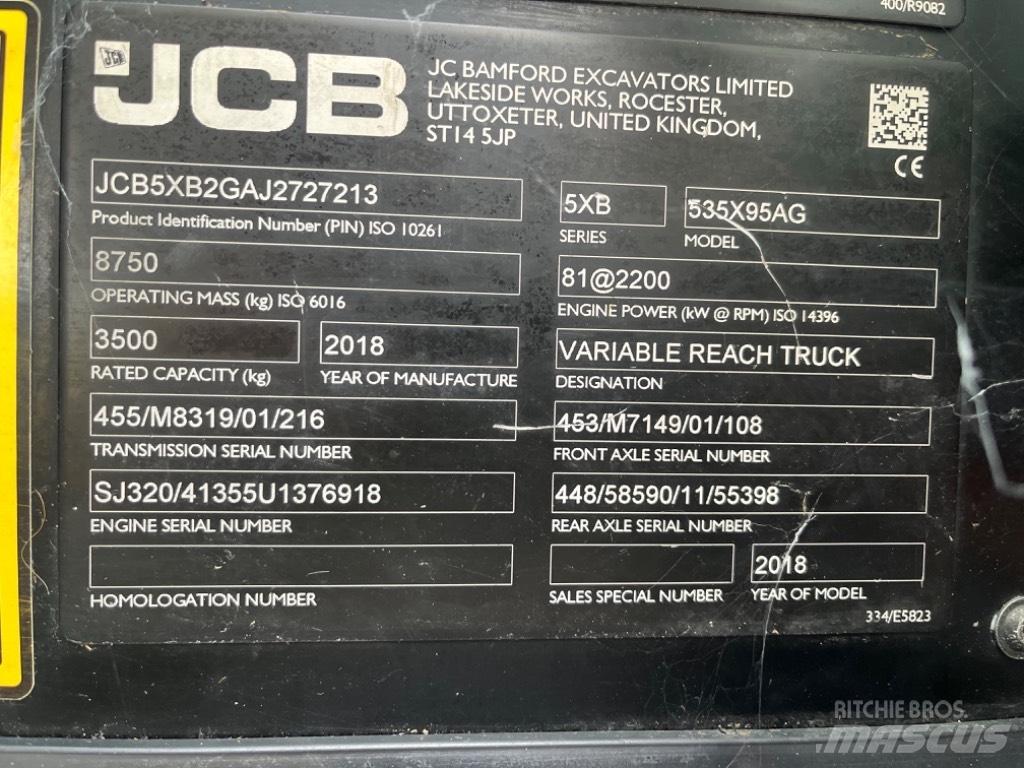 400/R9082
JCB
JCB
JC BAMFORD EXCAVATORS LIMITED
LAKESIDE WORKS, ROCESTER,
UTTOXETER, UNITED KINGDOM,
ST14 5JP
CE
JCB5XB2GAJ2727213
Product Identification Number (PIN) ISO 10261
5XB
SERIES
535X95AG
MODEL
8750
OPERATING MASS (kg) ISO 6016
81@2200
ENGINE POWER (kW @ RPM) ISO 14396
3500
RATED CAPACITY (kg)
2018
YEAR OF MANUFACTURE
VARIABLE REACH TRUCK
DESIGNATION
455/M8319/01/216
TRANSMISSION SERIAL NUMBER
453/M7149/01/108
FRONT AXLE SERIAL NUMBER
SJ320/41355U1376918
ENGINE SERIAL NUMBER
448/58590/11/55398
REAR AXLE SERIAL NUMBER
HOMOLOGATION NUMBER
SALES SPECIAL NUMBER
2018
YEAR OF MODEL
334/E5823
RITCHIE BROS.
MASCUS